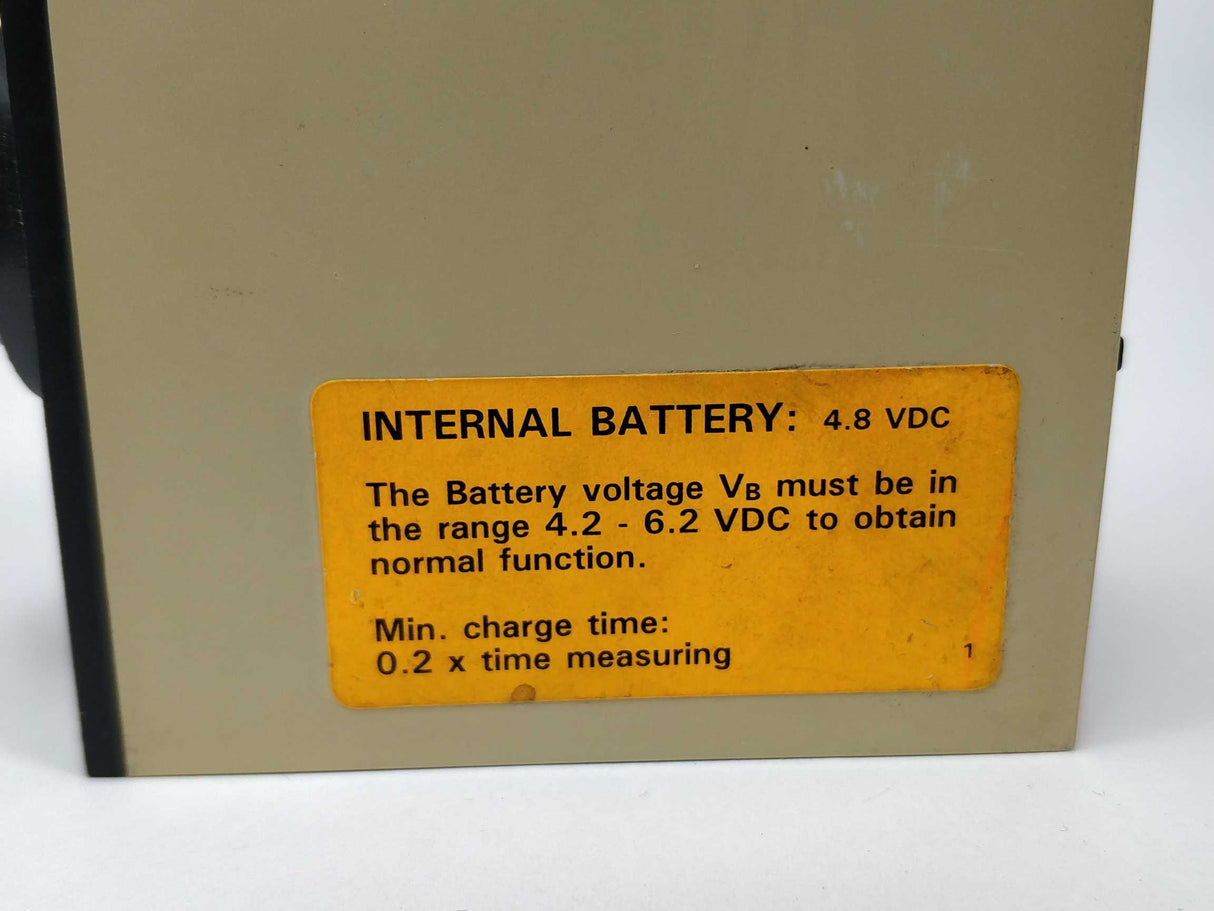 INTERNAL BATTERY: 4.8 VDC
The Battery voltage VB must be in
the range 4.2 - 6.2 VDC to obtain
normal function.
Min. charge time:
0.2 x time measuring
1